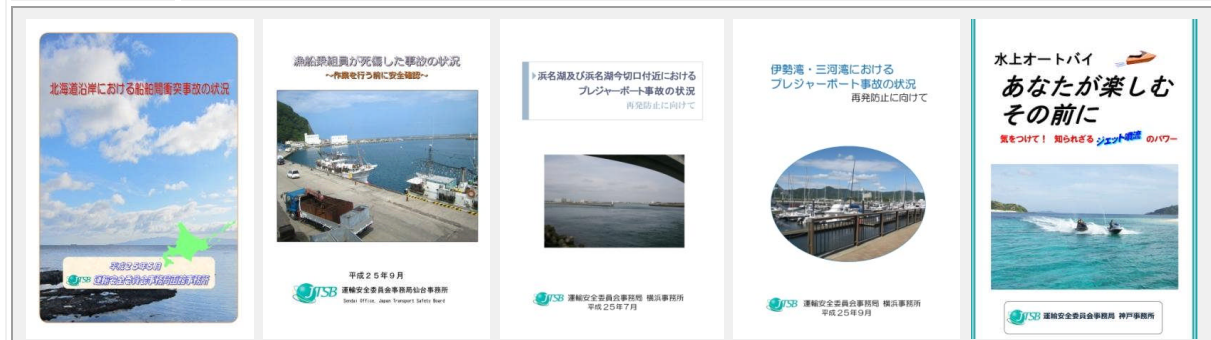 北海道沿岸における船舶間衝突事故の状況
平成25年6月
JTSB 運輸安全委員会事務局函館事務所
漁船乗組員が死傷した事故の状況
~作業を行う前に安全確認~
平成25年9月
JTSB 運輸安全委員会事務局仙台事務所
Sendai Office, Japan Transport Safety Board
浜名湖及び浜名湖今切口付近における
プレジャーボート事故の状況
再発防止に向けて
JTSB 運輸安全委員会事務局 横浜事務所
平成25年7月
伊勢湾・三河湾における
プレジャーボート事故の状況
再発防止に向けて
JTSB 運輸安全委員会事務局 横浜事務所
平成25年9月
水上オートバイ
あなたが楽しむ
その前に
気をつけて! 知られざる ジェット噴流 のパワー
JTSB 運輸安全委員会事務局 神戸事務所